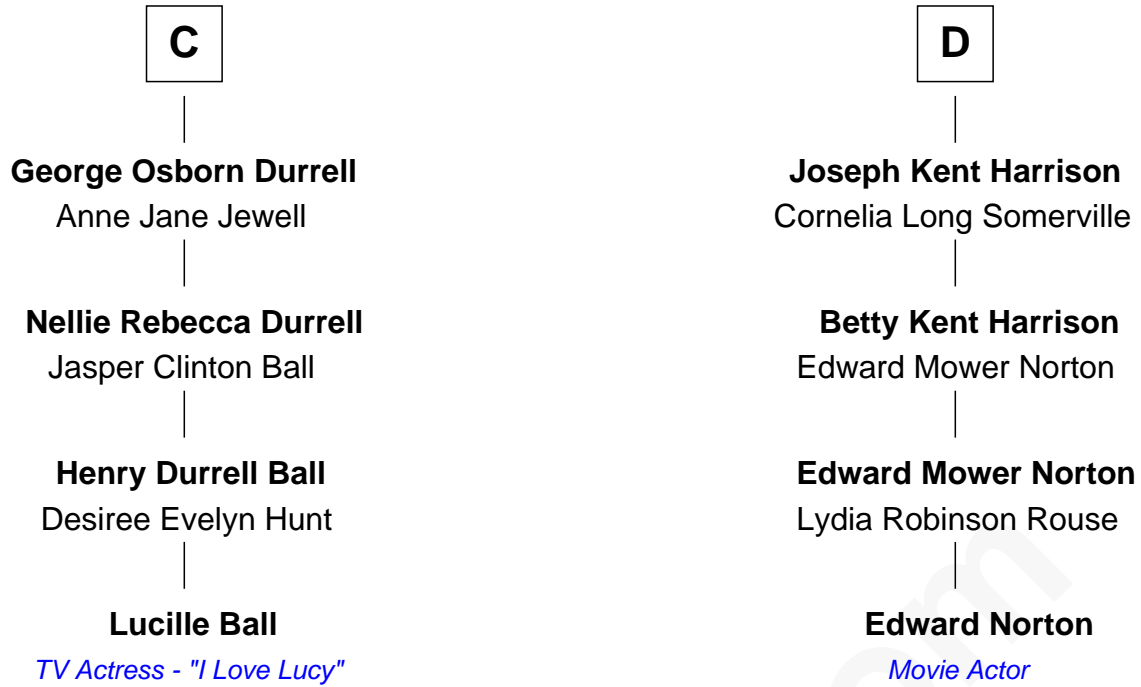 C
George Osborn Durrell
Anne Jane Jewell
Nellie Rebecca Durrell
Jasper Clinton Ball
Henry Durrell Ball
Desiree Evelyn Hunt
Lucille Ball
TV Actress - "I Love Lucy"
D
Joseph Kent Harrison
Cornelia Long Somerville
Betty Kent Harrison
Edward Mower Norton
Edward Mower Norton
Lydia Robinson Rouse
Edward Norton
Movie Actor